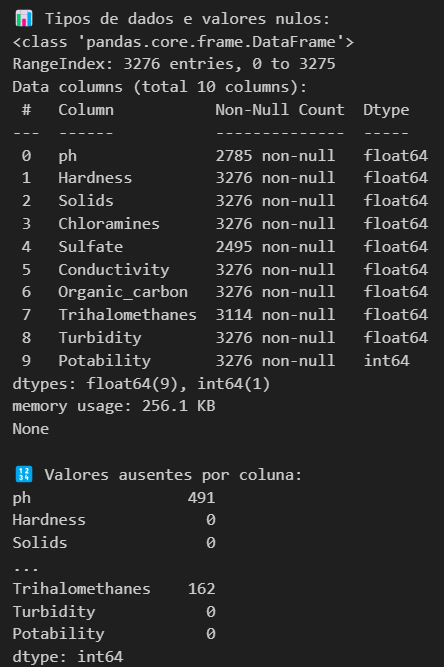 📊 Tipos de dados e valores nulos:
<class 'pandas.core.frame.DataFrame'>
RangeIndex: 3276 entries, 0 to 3275
Data columns (total 10 columns):
 #   Column           Non-Null Count  Dtype
---  ------           --------------  -----
 0   ph               2785 non-null   float64
 1   Hardness         3276 non-null   float64
 2   Solids           3276 non-null   float64
 3   Chloramines      3276 non-null   float64
 4   Sulfate          2495 non-null   float64
 5   Conductivity     3276 non-null   float64
 6   Organic_carbon   3276 non-null   float64
 7   Trihalomethanes  3114 non-null   float64
 8   Turbidity        3276 non-null   float64
 9   Potability       3276 non-null   int64
dtypes: float64(9), int64(1)
memory usage: 256.1 KB
None

🔢 Valores ausentes por coluna:
ph                 491
Hardness             0
Solids               0
...
Trihalomethanes    162
Turbidity            0
Potability           0
dtype: int64